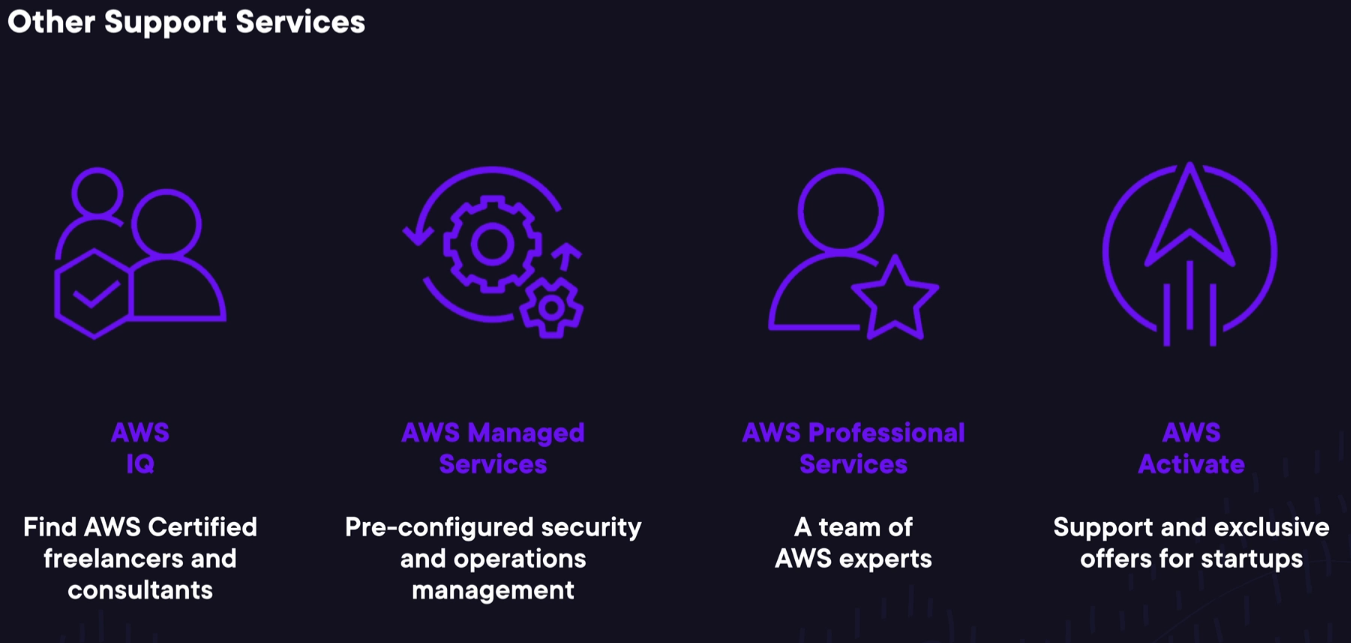 Other Support Services
AWS
IQ
Find AWS Certified
freelancers and
consultants
AWS Managed
Services
Pre-configured security
and operations
management
AWS Professional
Services
A team of
AWS experts
AWS
Activate
Support and exclusive
offers for startups